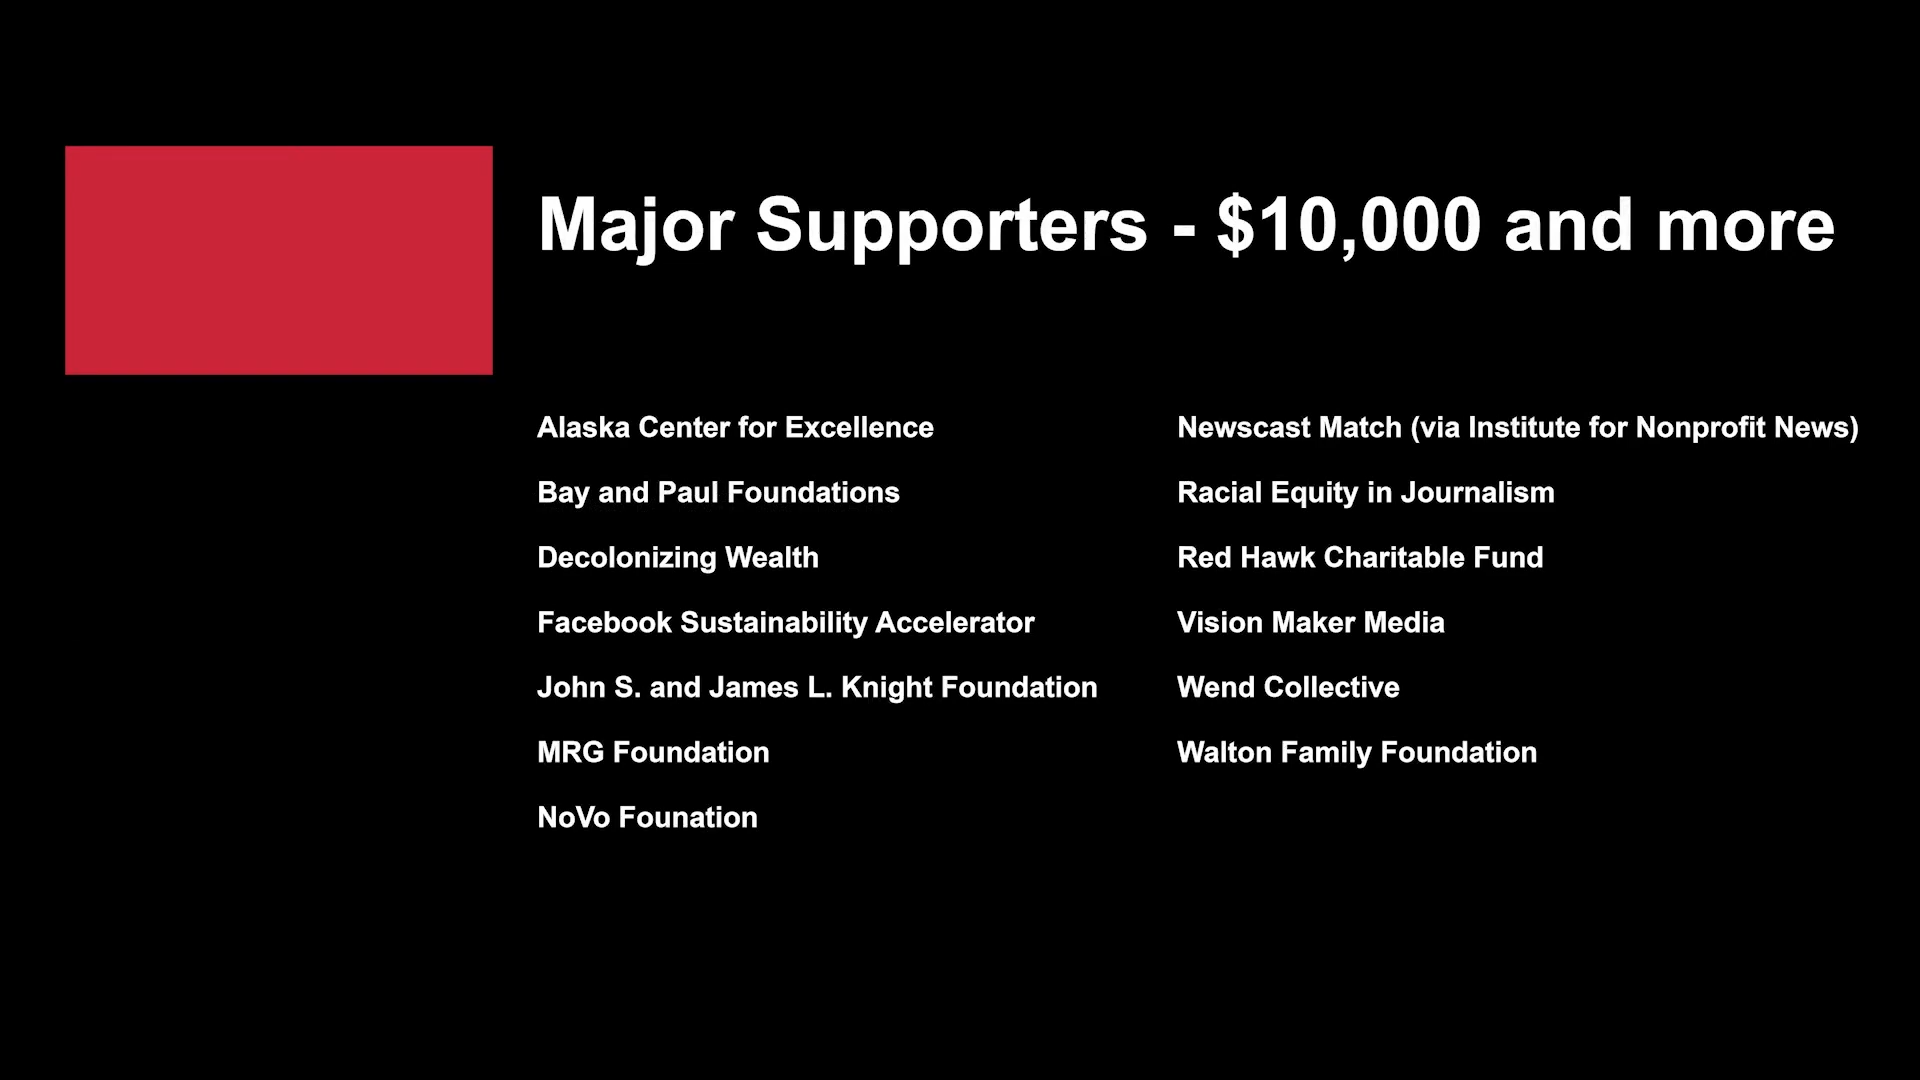 Major Supporters - $10,000 and more
Alaska Center for Excellence
Bay and Paul Foundations
Decolonizing Wealth
Facebook Sustainability Accelerator
John S. and James L. Knight Foundation
MRG Foundation
NoVo Founation
Newscast Match (via Institute for Nonprofit News)
Racial Equity in Journalism
Red Hawk Charitable Fund
Vision Maker Media
Wend Collective
Walton Family Foundation